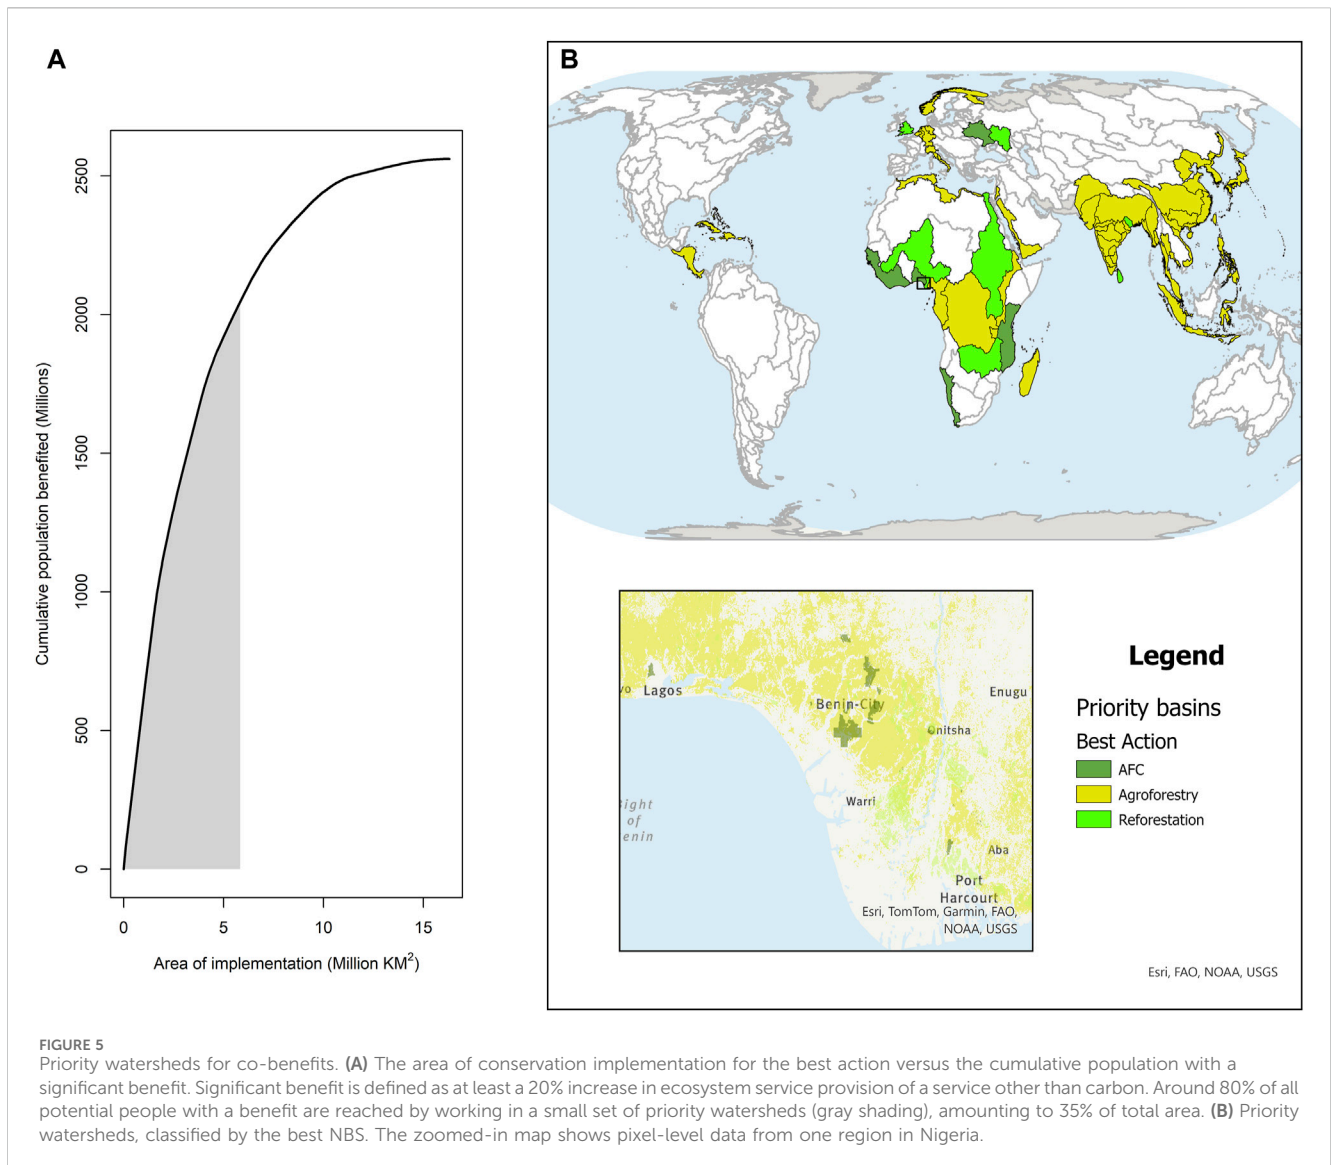 A
B
Cumulative population benefited (Millions)
2500
2000
1500
1000
500
0
0 5 10 15
Area of implementation (Million KM²)
vo Lagos
Benin-City
Enugu
Onitsha
Warri
ight
of
enin
Aba
Port
Harcourt
Esri, TomTom, Garmin, FAO,
NOAA, USGS
Legend
Priority basins
Best Action
AFC
Agroforestry
Reforestation
Esri, FAO, NOAA, USGS
FIGURE 5
Priority watersheds for co-benefits. (A) The area of conservation implementation for the best action versus the cumulative population with a
significant benefit. Significant benefit is defined as at least a 20% increase in ecosystem service provision of a service other than carbon. Around 80% of all
potential people with a benefit are reached by working in a small set of priority watersheds (gray shading), amounting to 35% of total area. (B) Priority
watersheds, classified by the best NBS. The zoomed-in map shows pixel-level data from one region in Nigeria.